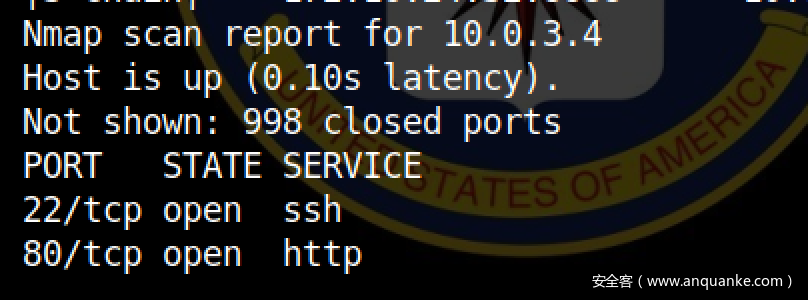 Nmap scan report for 10.0.3.4
Host is up (0.10s latency).
Not shown: 998 closed ports
PORT   STATE SERVICE
22/tcp open  ssh
80/tcp open  http
UNITED STATES OF AMERICA
安全客（www.anquanke.com）